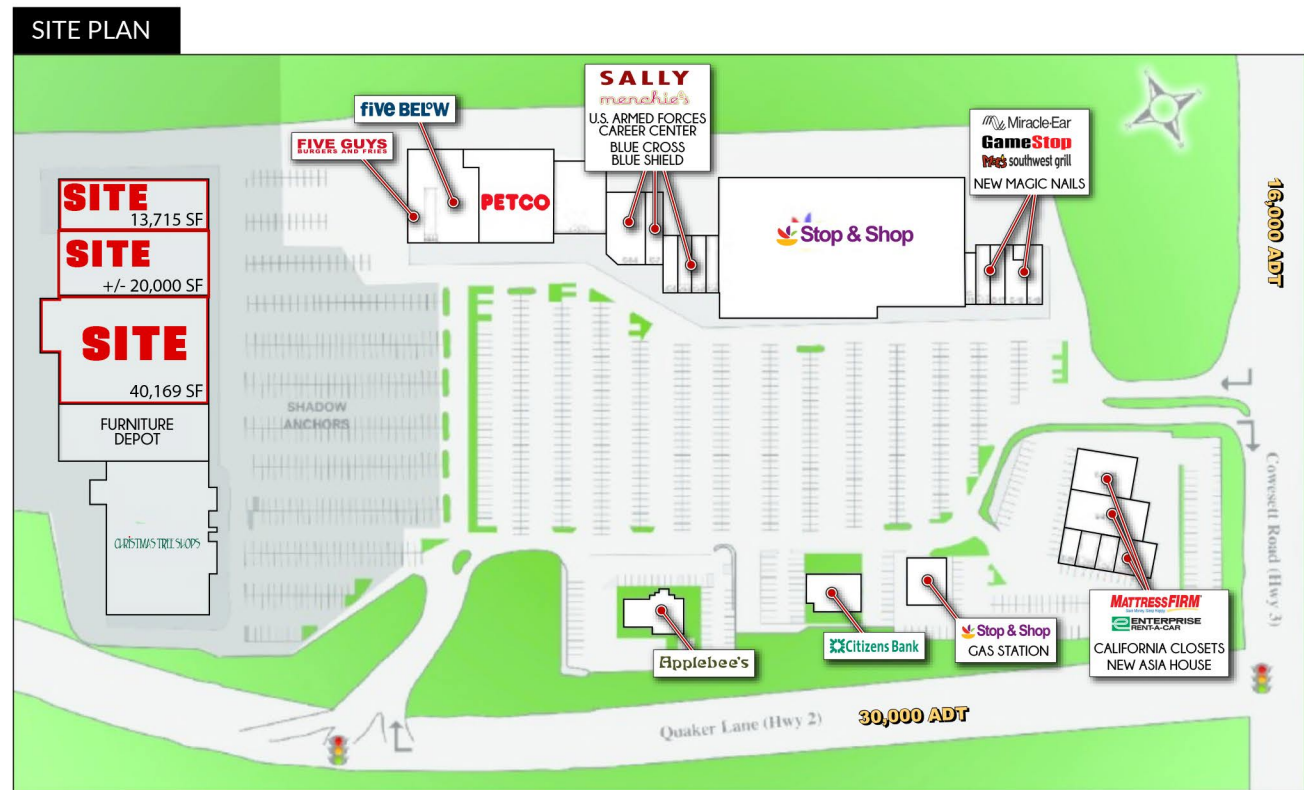 SITE PLAN
SALLY
menchie's
U.S. ARMED FORCES
CAREER CENTER
BLUE CROSS
BLUE SHIELD
five BELOW
FIVE GUYS
BURGERS AND FRIES
Miracle-Ear
GameStop
Moe's southwest grill
NEW MAGIC NAILS
SITE
13,715 SF
SITE
+/- 20,000 SF
SITE
40,169 SF
FURNITURE
DEPOT
CHRISTMAS TREE SHOPS
PETCO
Stop & Shop
16,000 ADT
SHADOW
ANCHORS
Cowesett Road (Hwy 3)
MATTRESSFIRM
ENTERPRISE
RENT-A-CAR
CALIFORNIA CLOSETS
NEW ASIA HOUSE
Stop & Shop
GAS STATION
Citizens Bank
Applebee's
Quaker Lane (Hwy 2)
30,000 ADT